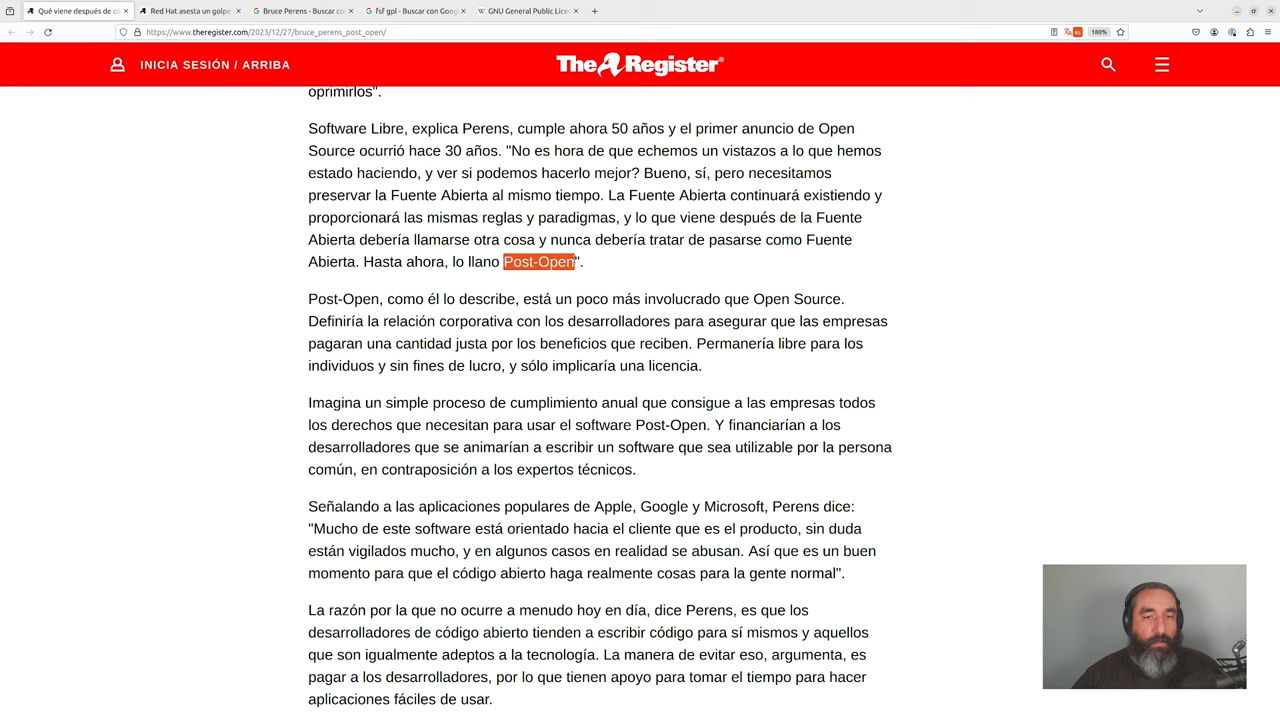 Qué viene después de có
Red Hat asesta un golpe
Bruce Perens - Buscar co
fsf gpl - Buscar con Goog
GNU General Public Lice
https://www.theregister.com/2023/12/27/bruce_perens_post_open/
180%
INICIA SESIÓN / ARRIBA
The Register
oprimirlos".
Software Libre, explica Perens, cumple ahora 50 años y el primer anuncio de Open
Source ocurrió hace 30 años. "No es hora de que echemos un vistazos a lo que hemos
estado haciendo, y ver si podemos hacerlo mejor? Bueno, sí, pero necesitamos
preservar la Fuente Abierta al mismo tiempo. La Fuente Abierta continuará existiendo y
proporcionará las mismas reglas y paradigmas, y lo que viene después de la Fuente
Abierta debería llamarse otra cosa y nunca debería tratar de pasarse como Fuente
Abierta. Hasta ahora, lo llano Post-Open".
Post-Open, como él lo describe, está un poco más involucrado que Open Source.
Definiría la relación corporativa con los desarrolladores para asegurar que las empresas
pagaran una cantidad justa por los beneficios que reciben. Permanería libre para los
individuos y sin fines de lucro, y sólo implicaría una licencia.
Imagina un simple proceso de cumplimiento anual que consigue a las empresas todos
los derechos que necesitan para usar el software Post-Open. Y financiarían a los
desarrolladores que se animarían a escribir un software que sea utilizable por la persona
común, en contraposición a los expertos técnicos.
Señalando a las aplicaciones populares de Apple, Google y Microsoft, Perens dice:
"Mucho de este software está orientado hacia el cliente que es el producto, sin duda
están vigilados mucho, y en algunos casos en realidad se abusan. Así que es un buen
momento para que el código abierto haga realmente cosas para la gente normal".
La razón por la que no ocurre a menudo hoy en día, dice Perens, es que los
desarrolladores de código abierto tienden a escribir código para sí mismos y aquellos
que son igualmente adeptos a la tecnología. La manera de evitar eso, argumenta, es
pagar a los desarrolladores, por lo que tienen apoyo para tomar el tiempo para hacer
aplicaciones fáciles de usar.